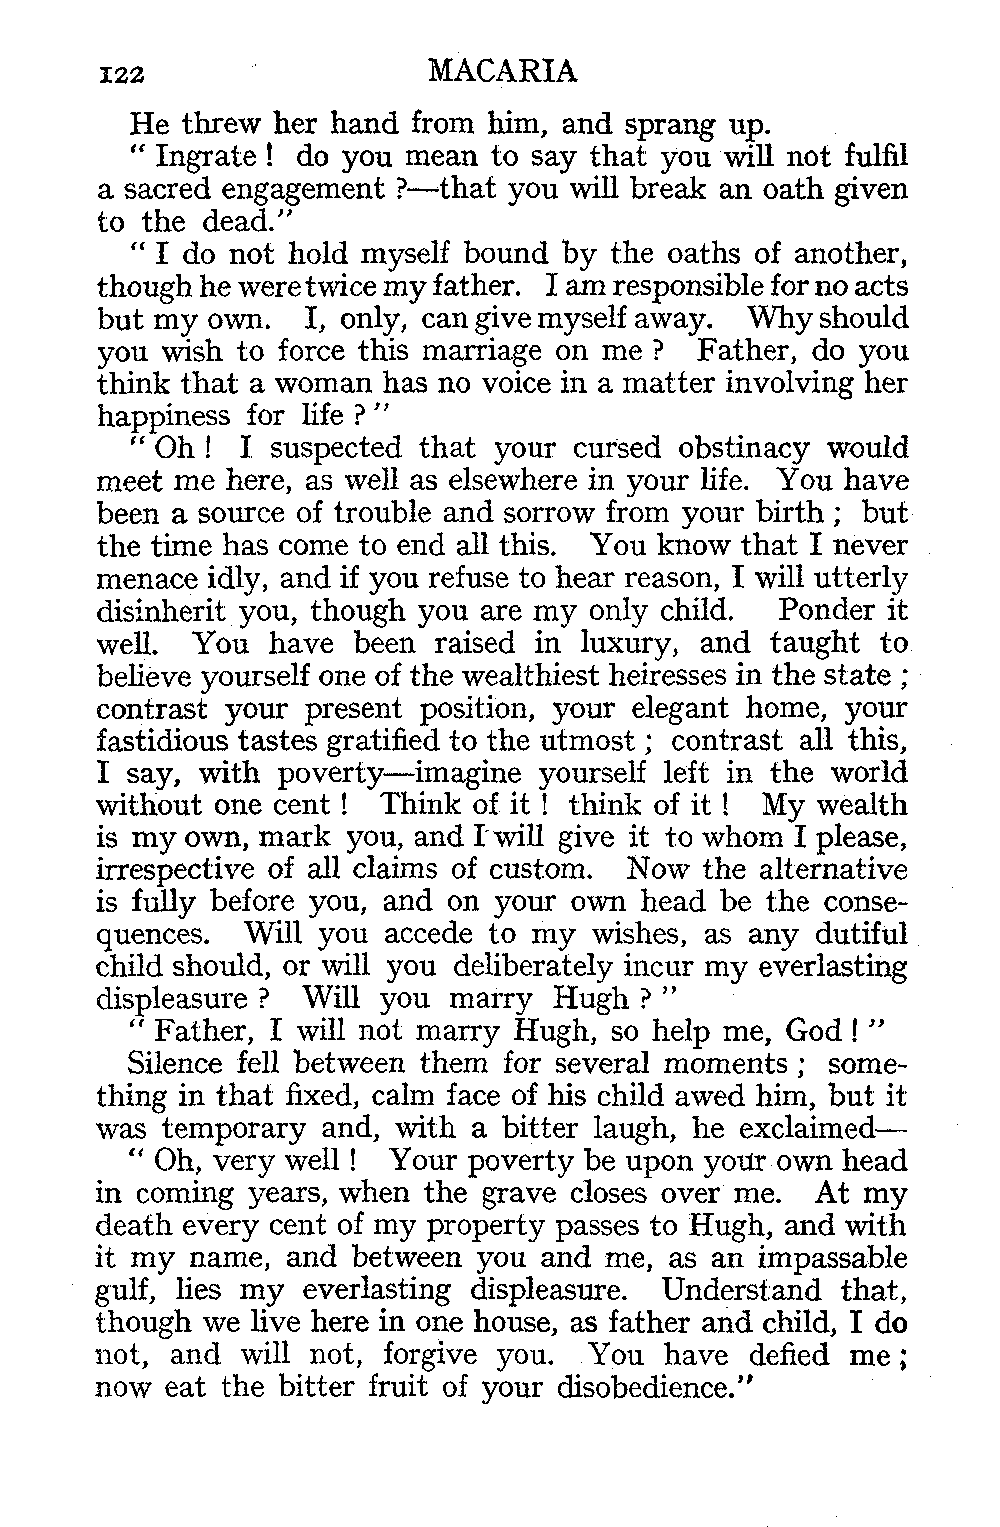 122 MACARIA
He threw her hand from him, and sprang up.
" Ingrate ! do you mean to say that you will not fulfil
a sacred engagement ?—that you will break an oath given
to the dead."
" I do not hold myself bound by the oaths of another,
though he were twice my father. I am responsible for no acts
but my own. I, only, can give myself away. Why should
you wish to force this marriage on me ? Father, do you
think that a woman has no voice in a matter involving her
happiness for life ? "
" Oh ! I suspected that your cursed obstinacy would
meet me here, as well as elsewhere in your life. You have
been a source of trouble and sorrow from your birth ; but
the time has come to end all this. You know that I never
menace idly, and if you refuse to hear reason, I will utterly
disinherit you, though you are my only child. Ponder it
well. You have been raised in luxury, and taught to
believe yourself one of the wealthiest heiresses in the state ;
contrast your present position, your elegant home, your
fastidious tastes gratified to the utmost ; contrast all this,
I say, with poverty—imagine yourself left in the world
without one cent ! Think of it ! think of it ! My wealth
is my own, mark you, and I will give it to whom I please,
irrespective of all claims of custom. Now the alternative
is fully before you, and on your own head be the conse-
quences. Will you accede to my wishes, as any dutiful
child should, or will you deliberately incur my everlasting
displeasure ? Will you marry Hugh ? "
" Father, I will not marry Hugh, so help me, God ! "
Silence fell between them for several moments ; some-
thing in that fixed, calm face of his child awed him, but it
was temporary and, with a bitter laugh, he exclaimed—
" Oh, very well ! Your poverty be upon your own head
in coming years, when the grave closes over me. At my
death every cent of my property passes to Hugh, and with
it my name, and between you and me, as an impassable
gulf, lies my everlasting displeasure. Understand that,
though we live here in one house, as father and child, I do
not, and will not, forgive you. You have defied me ;
now eat the bitter fruit of your disobedience."